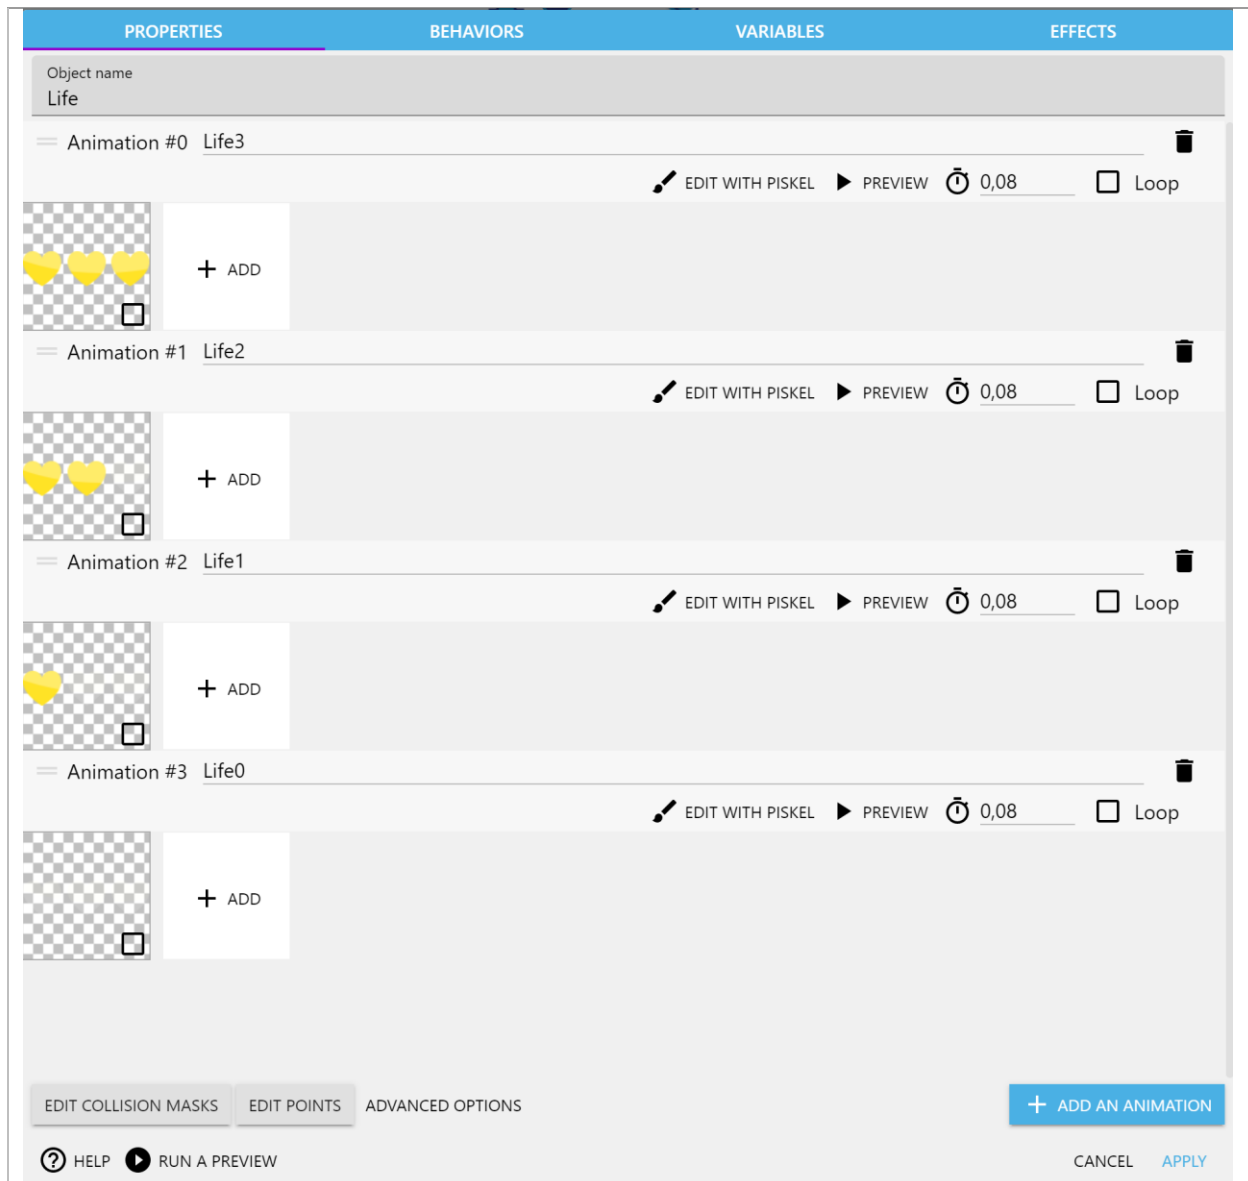 PROPERTIES BEHAVIORS VARIABLES EFFECTS
Object name
Life
Animation #0 Life3
EDIT WITH PISKEL PREVIEW 0,08 Loop
+ ADD
Animation #1 Life2
EDIT WITH PISKEL PREVIEW 0,08 Loop
+ ADD
Animation #2 Life1
EDIT WITH PISKEL PREVIEW 0,08 Loop
+ ADD
Animation #3 Life0
EDIT WITH PISKEL PREVIEW 0,08 Loop
+ ADD
EDIT COLLISION MASKS EDIT POINTS ADVANCED OPTIONS + ADD AN ANIMATION
? HELP RUN A PREVIEW CANCEL APPLY